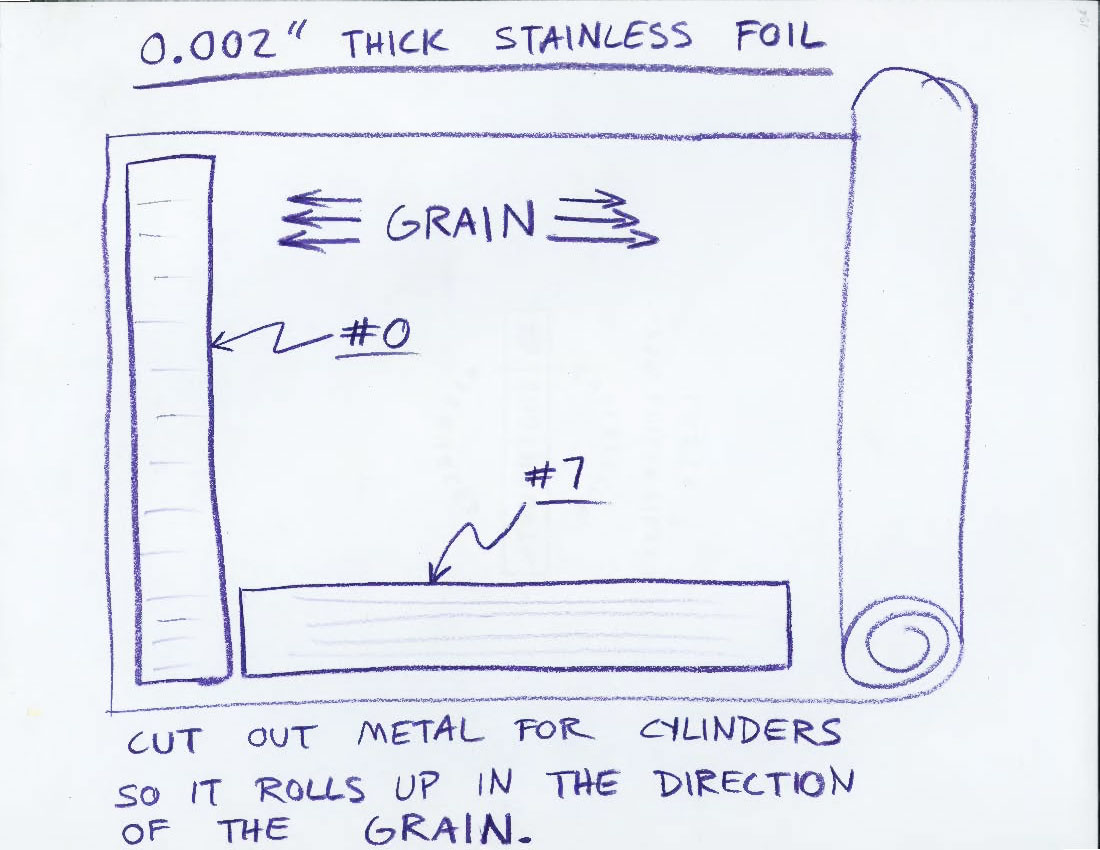 0.002" THICK STAINLESS FOIL
GRAIN
#0
#7
CUT OUT METAL FOR CYLINDERS
SO IT ROLLS UP IN THE DIRECTION
OF THE GRAIN.